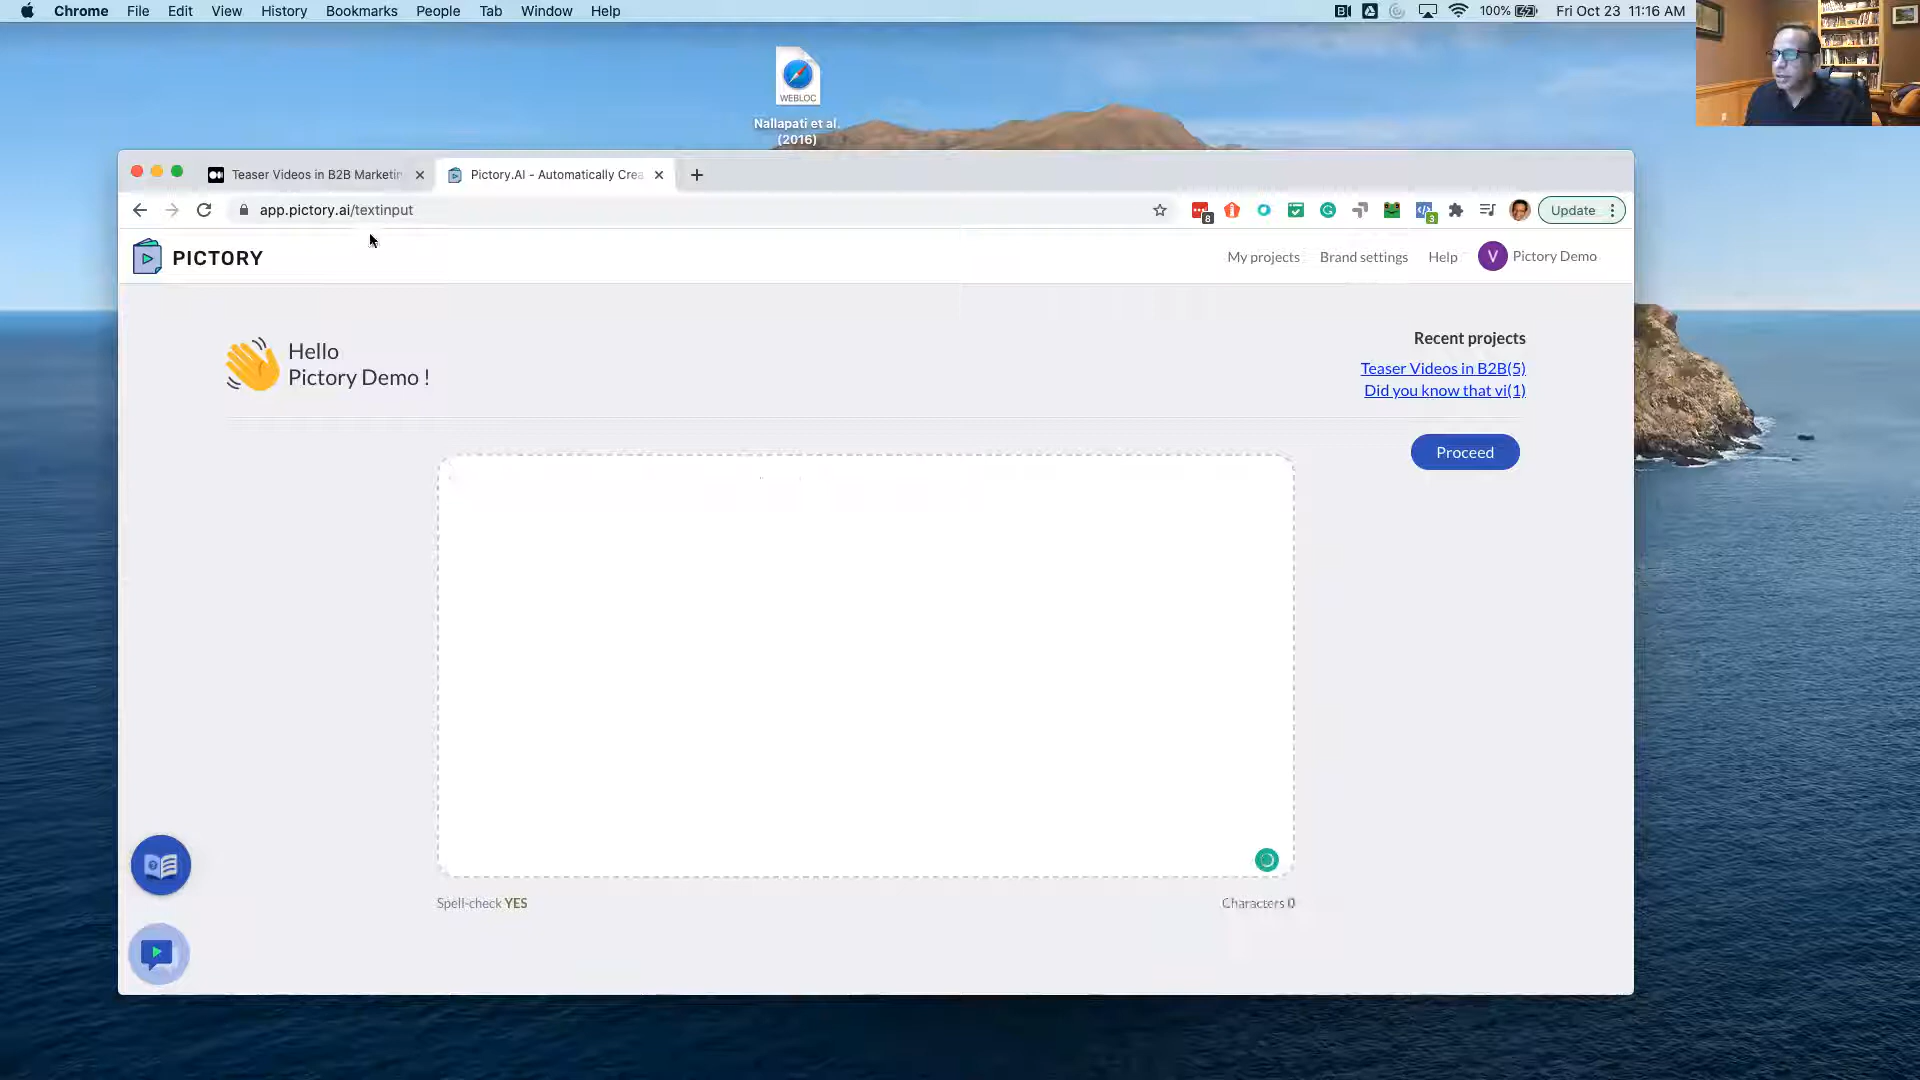 Chrome File Edit View History Bookmarks People Tab Window Help 100% Fri Oct 23 11:16 AM
WEBLOC
Nallapati et al.
(2016)
Teaser Videos in B2B Marketin Pictory.AI - Automatically Crea
app.pictory.ai/textinput 8 3 Update
PICTORY My projects Brand settings Help V Pictory Demo
Hello
Pictory Demo !
Recent projects
Teaser Videos in B2B(5)
Did you know that vi(1)
Proceed
Spell-check YES Characters 0